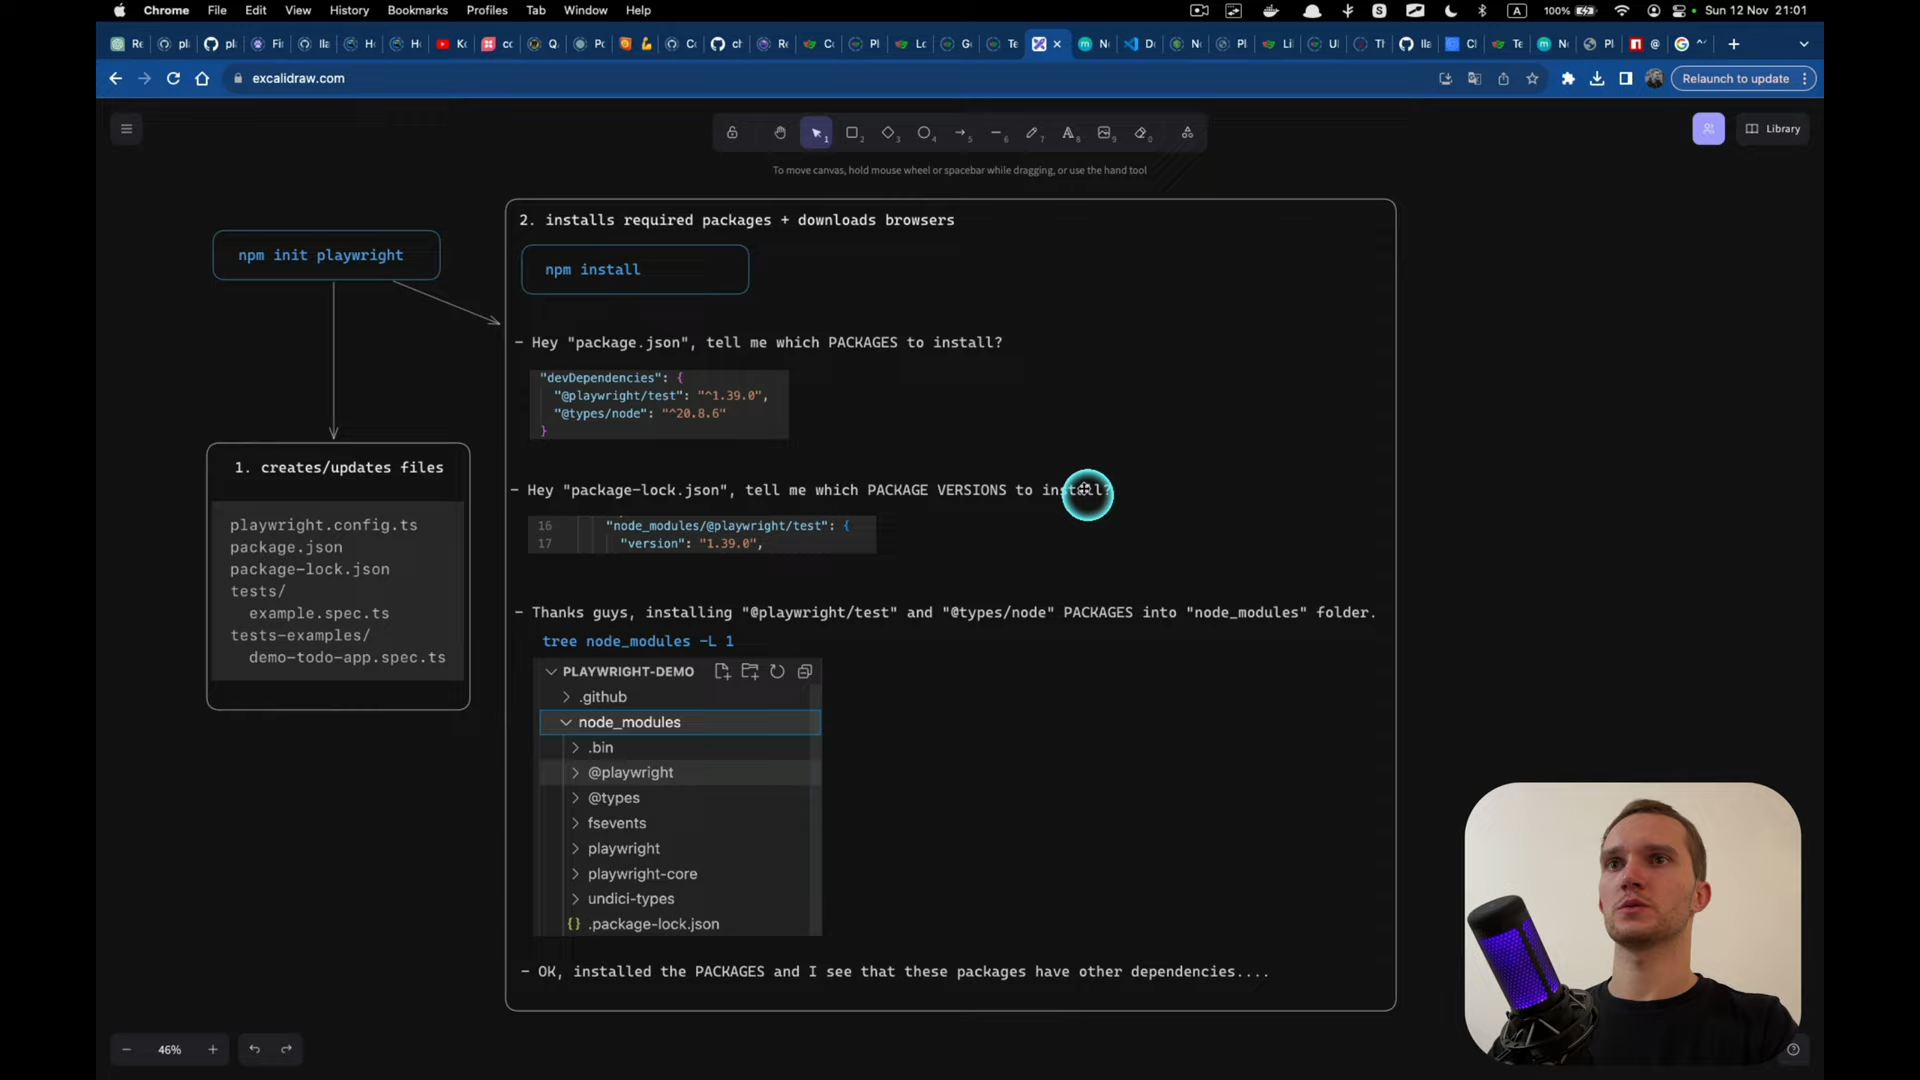 Chrome File Edit View History Bookmarks Profiles Tab Window Help
A 100% Sun 12 Nov 21:01
excalidraw.com
Relaunch to update
Library
To move canvas, hold mouse wheel or spacebar while dragging, or use the hand tool
npm init playwright
1. creates/updates files
playwright.config.ts
package.json
package-lock.json
tests/
example.spec.ts
tests-examples/
demo-todo-app.spec.ts
2. installs required packages + downloads browsers
npm install
- Hey "package.json", tell me which PACKAGES to install?
"devDependencies": {
"@playwright/test": "^1.39.0",
"@types/node": "^20.8.6"
}
- Hey "package-lock.json", tell me which PACKAGE VERSIONS to install?
16 "node_modules/@playwright/test": {
17 "version": "1.39.0",
- Thanks guys, installing "@playwright/test" and "@types/node" PACKAGES into "node_modules" folder.
tree node_modules -L 1
PLAYWRIGHT-DEMO
.github
node_modules
.bin
@playwright
@types
fsevents
playwright
playwright-core
undici-types
{} .package-lock.json
- OK, installed the PACKAGES and I see that these packages have other dependencies....
46%